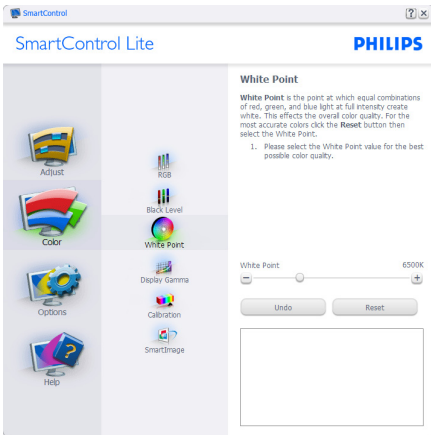 SmartControl
SmartControl Lite
PHILIPS
Adjust
Color
Options
Help
RGB
Black Level
White Point
Display Gamma
Calibration
SmartImage
White Point
White Point is the point at which equal combinations
of red, green, and blue light at full intensity create
white. This effects the overall color quality. For the
most accurate colors click the Reset button then
select the White Point.
1. Please select the White Point value for the best
possible color quality.
White Point 6500K
Undo Reset